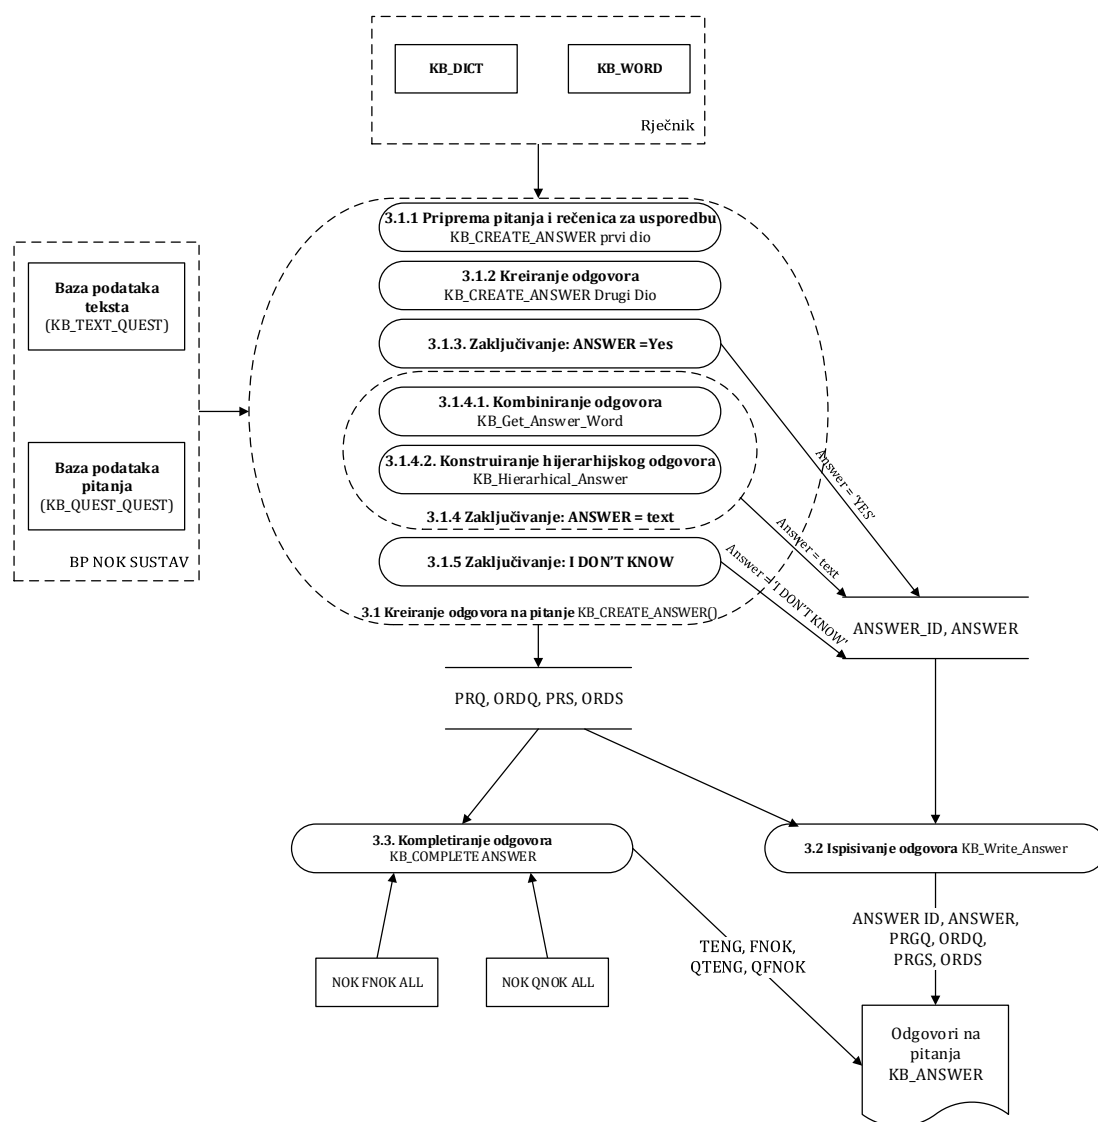 KB_DICT
KB_WORD
Rječnik
3.1.1 Priprema pitanja i rečenica za usporedbu
KB_CREATE_ANSWER prvi dio
3.1.2 Kreiranje odgovora
KB_CREATE_ANSWER Drugi Dio
3.1.3. Zaključivanje: ANSWER =Yes
3.1.4.1. Kombiniranje odgovora
KB_Get_Answer_Word
3.1.4.2. Konstruiranje hijerarhijskog odgovora
KB_Hierarhical_Answer
3.1.4 Zaključivanje: ANSWER = text
3.1.5 Zaključivanje: I DON'T KNOW
3.1 Kreiranje odgovora na pitanje KB_CREATE_ANSWER()
Baza podataka
teksta
(KB_TEXT_QUEST)
Baza podataka
pitanja
(KB_QUEST_QUEST)
BP NOK SUSTAV
Answer = 'YES'
Answer = text
Answer = 'I DON'T KNOW'
ANSWER_ID, ANSWER
PRQ, ORDQ, PRS, ORDS
3.3. Kompletiranje odgovora
KB_COMPLETE ANSWER
3.2 Ispisivanje odgovora KB_Write_Answer
NOK FNOK ALL
NOK QNOK ALL
TENG, FNOK,
QTENG, QFNOK
ANSWER ID, ANSWER,
PRGQ, ORDQ,
PRGS, ORDS
Odgovori na
pitanja
KB_ANSWER